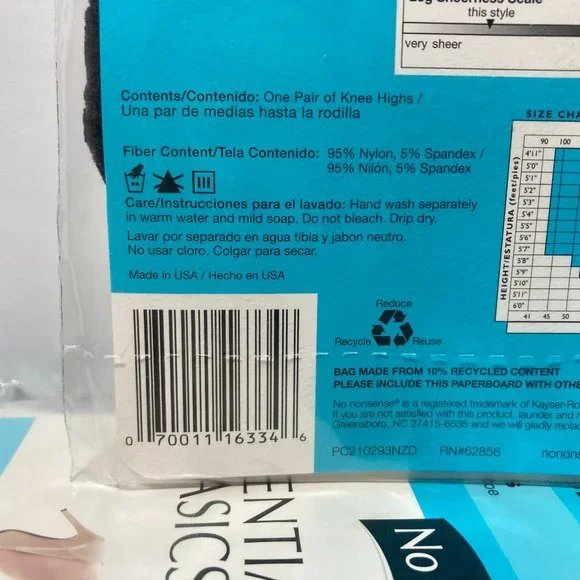 Leg Sheerness Scale
this style
very sheer
Contents/Contenido: One Pair of Knee Highs /
Una par de medias hasta la rodilla
Fiber Content/Tela Contenido: 95% Nylon, 5% Spandex /
95% Nilón, 5% Spandex
Care/Instrucciones para el lavado: Hand wash separately
in warm water and mild soap. Do not bleach. Drip dry.
Lavar por separado en agua tibia y jabon neutro.
No usar cloro. Colgar para secar.
Made in USA / Hecho en USA
SIZE CHA
90 100
HEIGHT/ESTATURA (feet/pies)
4'11"
5'0"
5'1"
5'2"
5'3"
5'4"
5'5"
5'6"
5'7"
5'8"
5'9"
5'10"
5'11"
6'0"
41 45 50
Reduce
Recycle Reuse
BAG MADE FROM 10% RECYCLED CONTENT
PLEASE INCLUDE THIS PAPERBOARD WITH OTHE
No nonsense® is a registered trademark of Kayser-Ro
If you are not satisfied with this product, launder and r
Greensboro, NC 27415-6535 and we will gladly replac
PC210293NZD RN#62856 nonons
0 70011 16334 6
ENTIA
ASICS
No